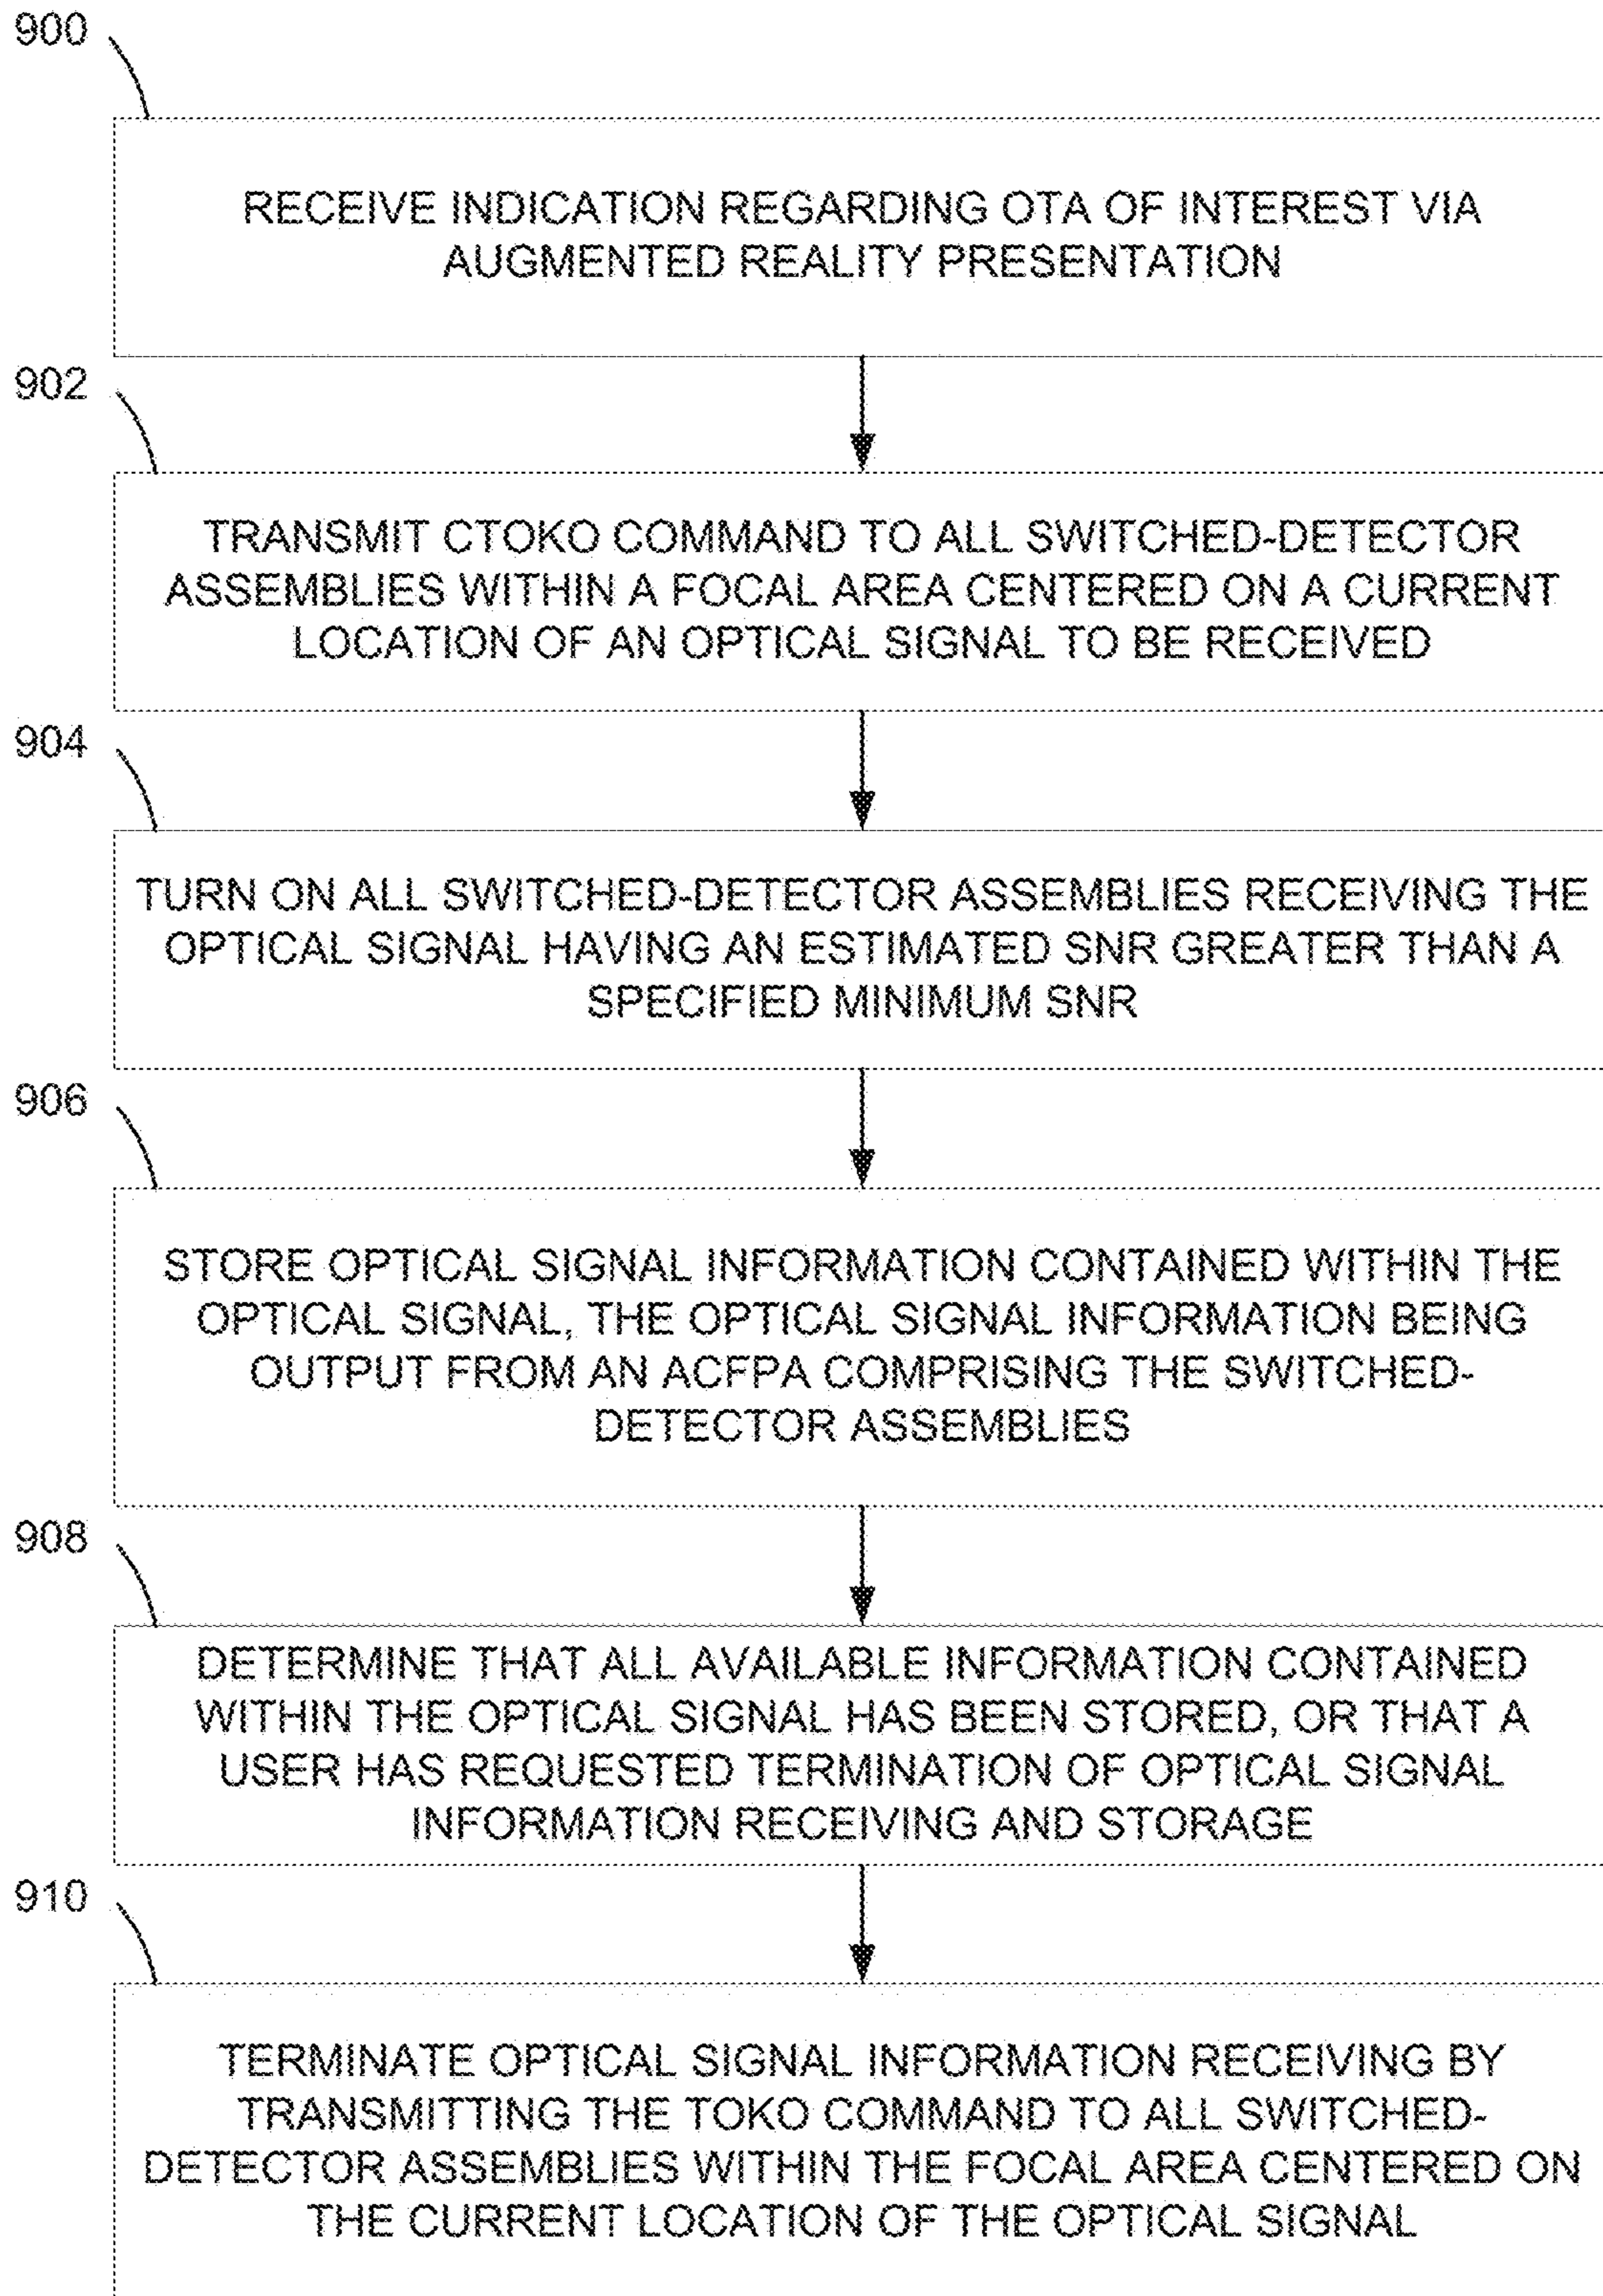 900
RECEIVE INDICATION REGARDING OTA OF INTEREST VIA
AUGMENTED REALITY PRESENTATION
902
TRANSMIT CTOKO COMMAND TO ALL SWITCHED-DETECTOR
ASSEMBLIES WITHIN A FOCAL AREA CENTERED ON A CURRENT
LOCATION OF AN OPTICAL SIGNAL TO BE RECEIVED
904
TURN ON ALL SWITCHED-DETECTOR ASSEMBLIES RECEIVING THE
OPTICAL SIGNAL HAVING AN ESTIMATED SNR GREATER THAN A
SPECIFIED MINIMUM SNR
906
STORE OPTICAL SIGNAL INFORMATION CONTAINED WITHIN THE
OPTICAL SIGNAL, THE OPTICAL SIGNAL INFORMATION BEING
OUTPUT FROM AN ACFPA COMPRISING THE SWITCHED-
DETECTOR ASSEMBLIES
908
DETERMINE THAT ALL AVAILABLE INFORMATION CONTAINED
WITHIN THE OPTICAL SIGNAL HAS BEEN STORED, OR THAT A
USER HAS REQUESTED TERMINATION OF OPTICAL SIGNAL
INFORMATION RECEIVING AND STORAGE
910
TERMINATE OPTICAL SIGNAL INFORMATION RECEIVING BY
TRANSMITTING THE TOKO COMMAND TO ALL SWITCHED-
DETECTOR ASSEMBLIES WITHIN THE FOCAL AREA CENTERED ON
THE CURRENT LOCATION OF THE OPTICAL SIGNAL